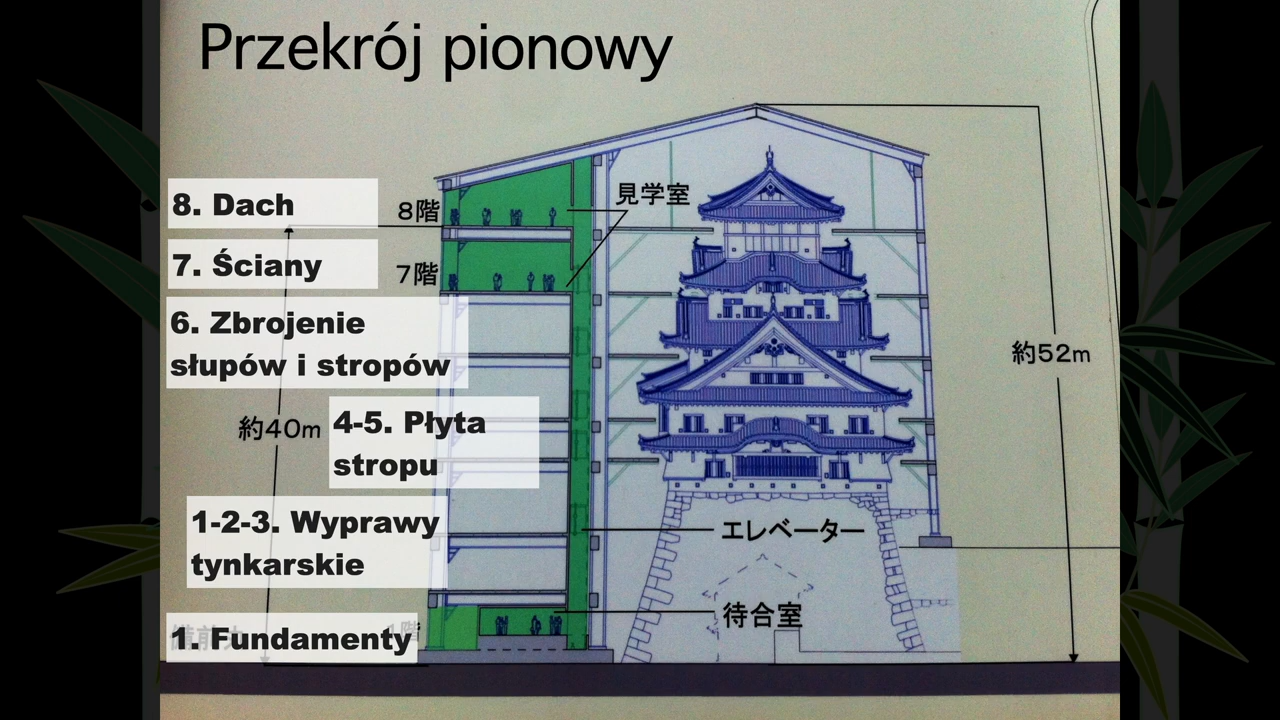 Przekrój pionowy
8. Dach
8階
見学室
7. Ściany
7階
6. Zbrojenie
słupów i stropów
約52m
約40m
4-5. Płyta
stropu
1-2-3. Wyprawy
tynkarskie
エレベーター
待合室
1. Fundamenty